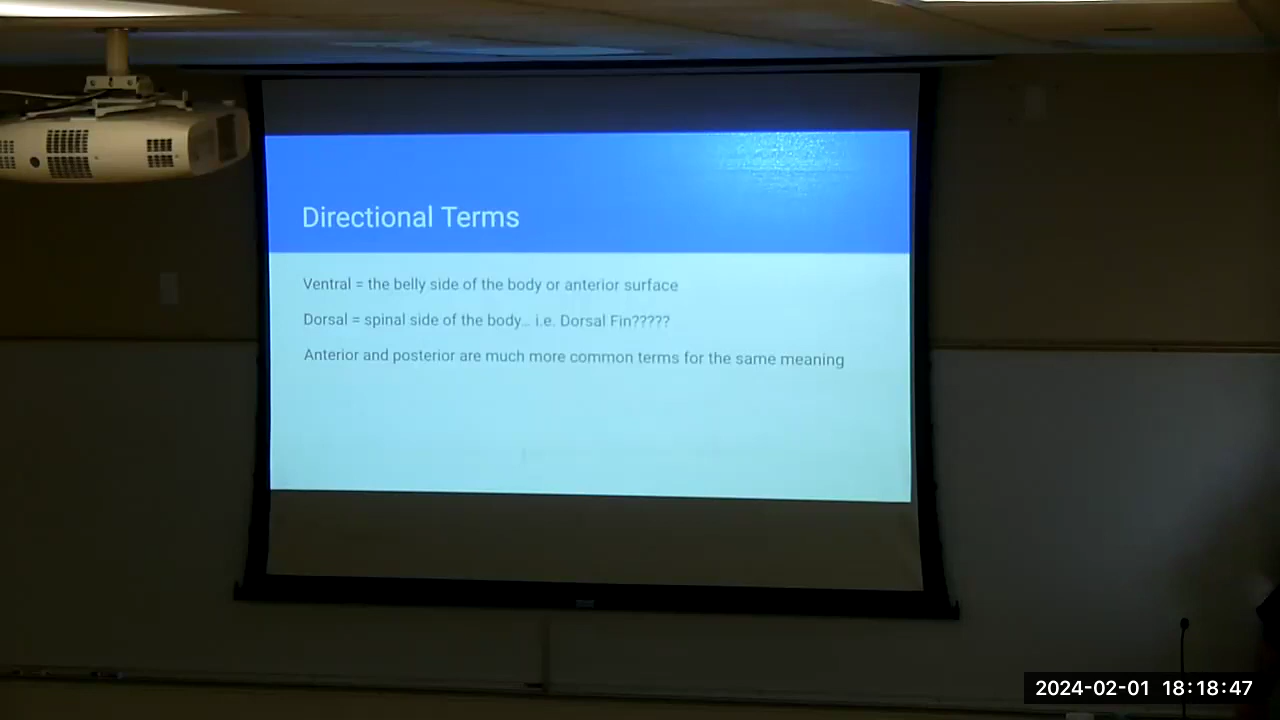 Directional Terms
Ventral = the belly side of the body or anterior surface
Dorsal = spinal side of the body... i.e. Dorsal Fin?????
Anterior and posterior are much more common terms for the same meaning
2024-02-01 18:18:47